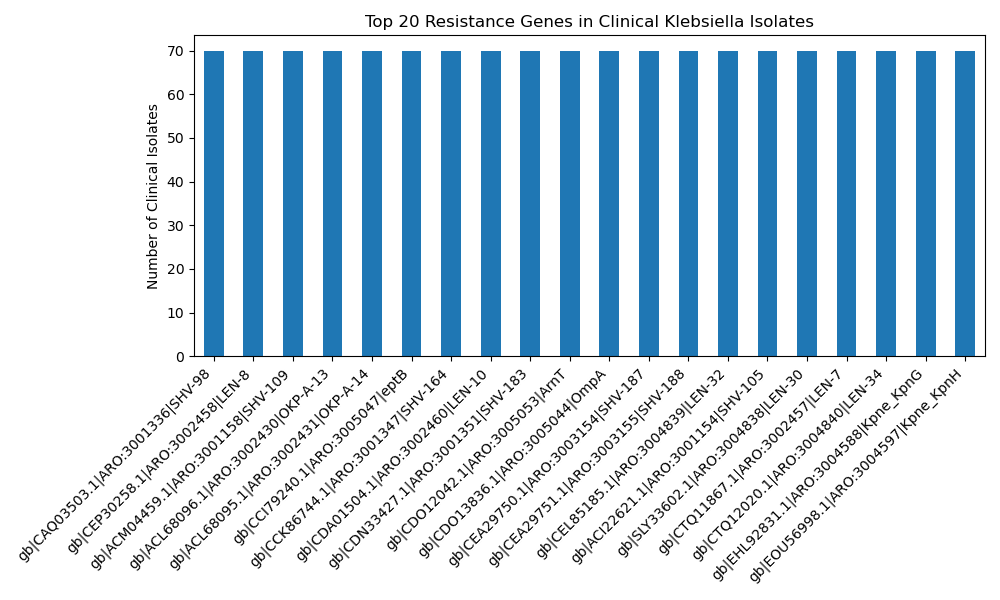 Top 20 Resistance Genes in Clinical Klebsiella Isolates
Number of Clinical Isolates
70
60
50
40
30
20
10
0
gb|CAQ03503.1|ARO:3001336|SHV-98
gb|CEP30258.1|ARO:3002458|LEN-8
gb|ACM04459.1|ARO:3001158|SHV-109
gb|ACL68096.1|ARO:3002430|OKP-A-13
gb|ACL68095.1|ARO:3002431|OKP-A-14
gb|CCI79240.1|ARO:3005047|eptB
gb|CCK86744.1|ARO:3001347|SHV-164
gb|CDA01504.1|ARO:3002460|LEN-10
gb|CDN33427.1|ARO:3001351|SHV-183
gb|CDO12042.1|ARO:3005053|ArnT
gb|CDO13836.1|ARO:3005044|OmpA
gb|CEA29750.1|ARO:3003154|SHV-187
gb|CEA29751.1|ARO:3003155|SHV-188
gb|CEL85185.1|ARO:3004839|LEN-32
gb|ACI22621.1|ARO:3001154|SHV-105
gb|SLY33602.1|ARO:3004838|LEN-30
gb|CTQ11867.1|ARO:3002457|LEN-7
gb|CTQ12020.1|ARO:3004840|LEN-34
gb|EHL92831.1|ARO:3004588|Kpne_KpnG
gb|EOU56998.1|ARO:3004597|Kpne_KpnH